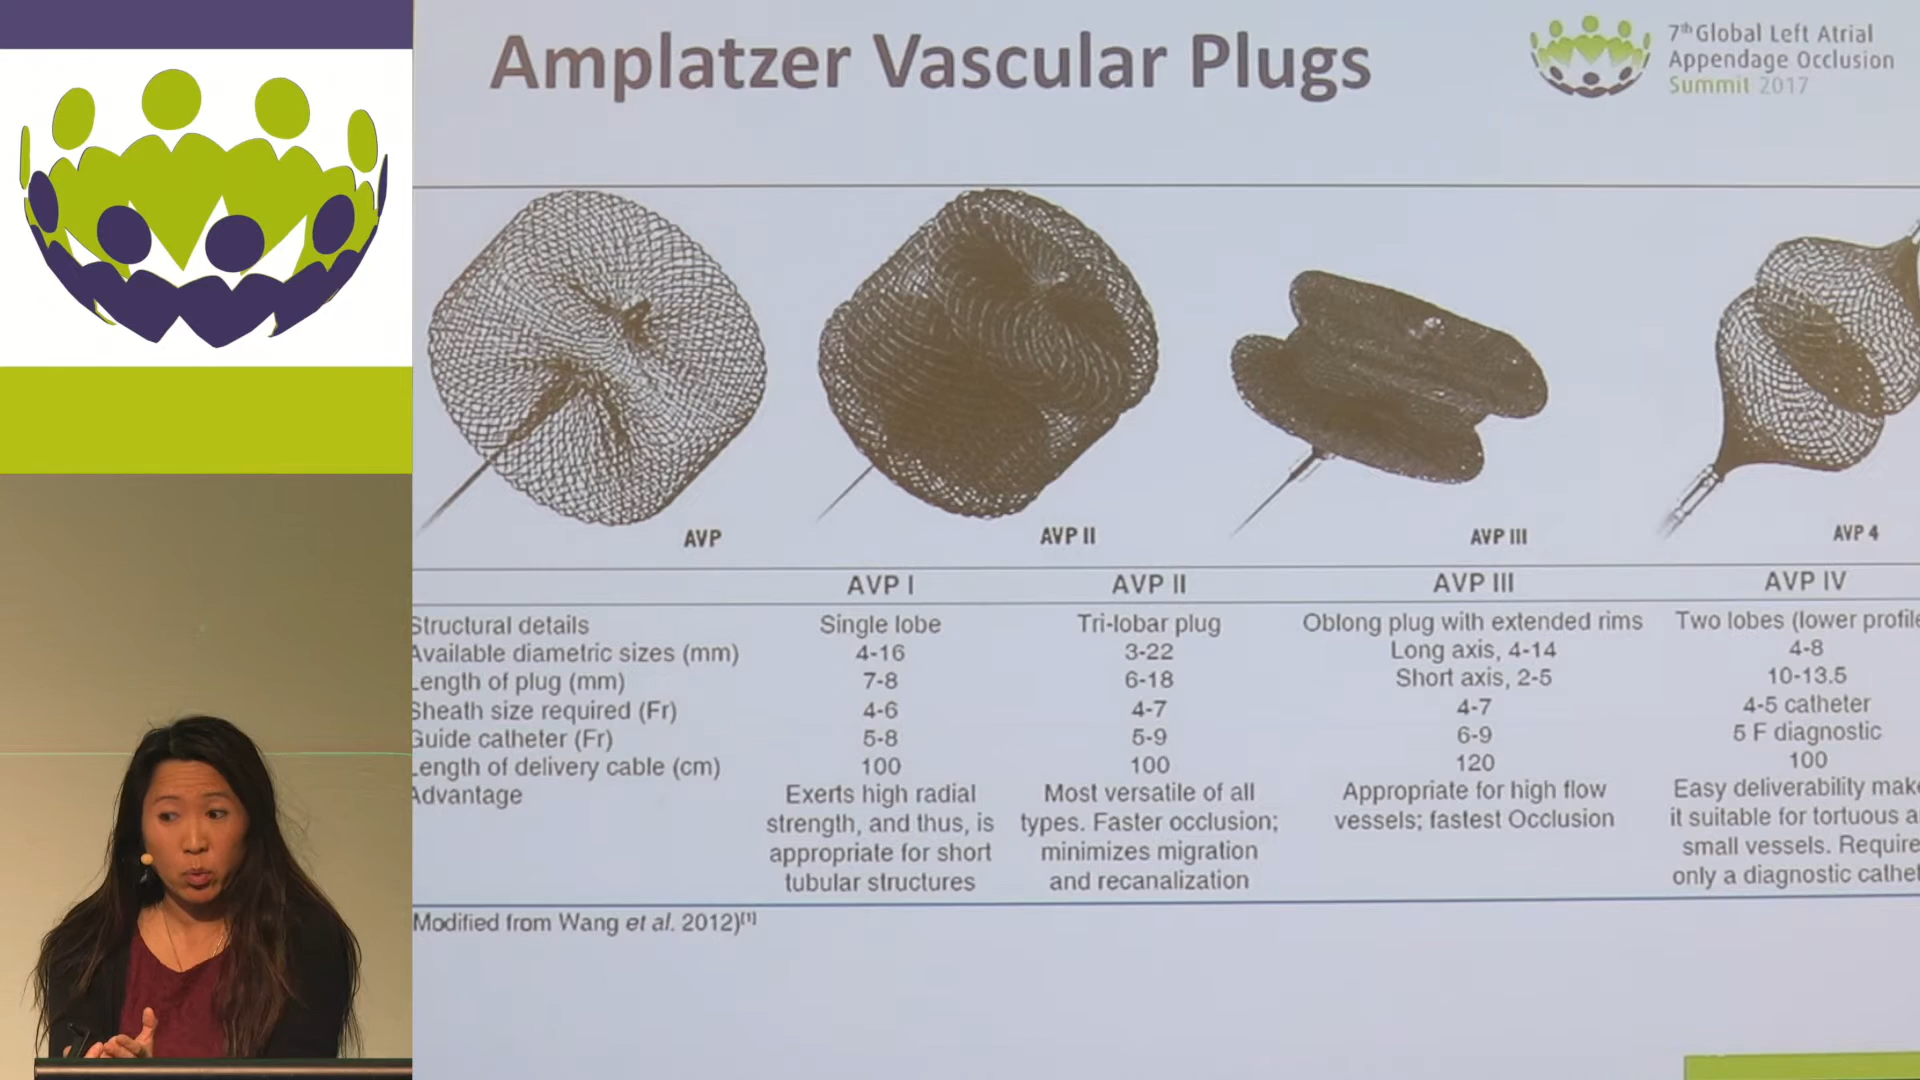 Amplatzer Vascular Plugs
7th Global Left Atrial
Appendage Occlusion
Summit 2017
AVP
AVP II
AVP III
AVP 4
AVP I AVP II AVP III AVP IV
Structural details Single lobe Tri-lobar plug Oblong plug with extended rims Two lobes (lower profile
Available diametric sizes (mm) 4-16 3-22 Long axis, 4-14 4-8
Length of plug (mm) 7-8 6-18 Short axis, 2-5 10-13.5
Sheath size required (Fr) 4-6 4-7 4-7 4-5 catheter
Guide catheter (Fr) 5-8 5-9 6-9 5 F diagnostic
Length of delivery cable (cm) 100 100 120 100
Advantage Exerts high radial Most versatile of all Appropriate for high flow Easy deliverability make
strength, and thus, is types. Faster occlusion; vessels; fastest Occlusion it suitable for tortuous a
appropriate for short minimizes migration small vessels. Require
tubular structures and recanalization only a diagnostic cathet
Modified from Wang et al. 2012)[1]